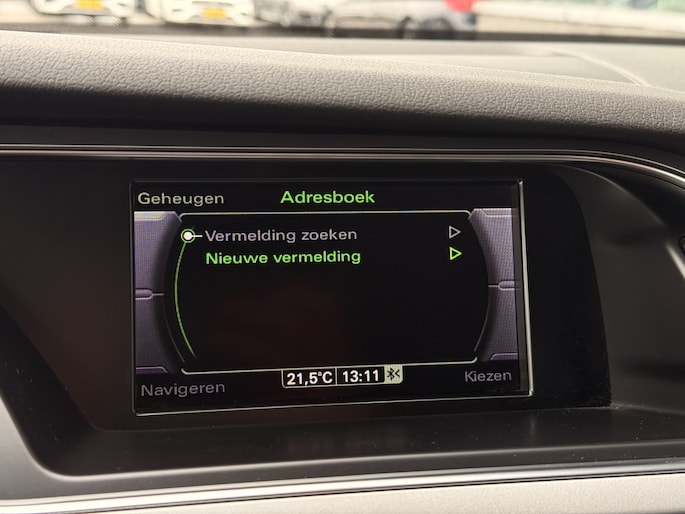 Geheugen
Adresboek
Vermelding zoeken
Nieuwe vermelding
Navigeren
21,5°C 13:11
Kiezen